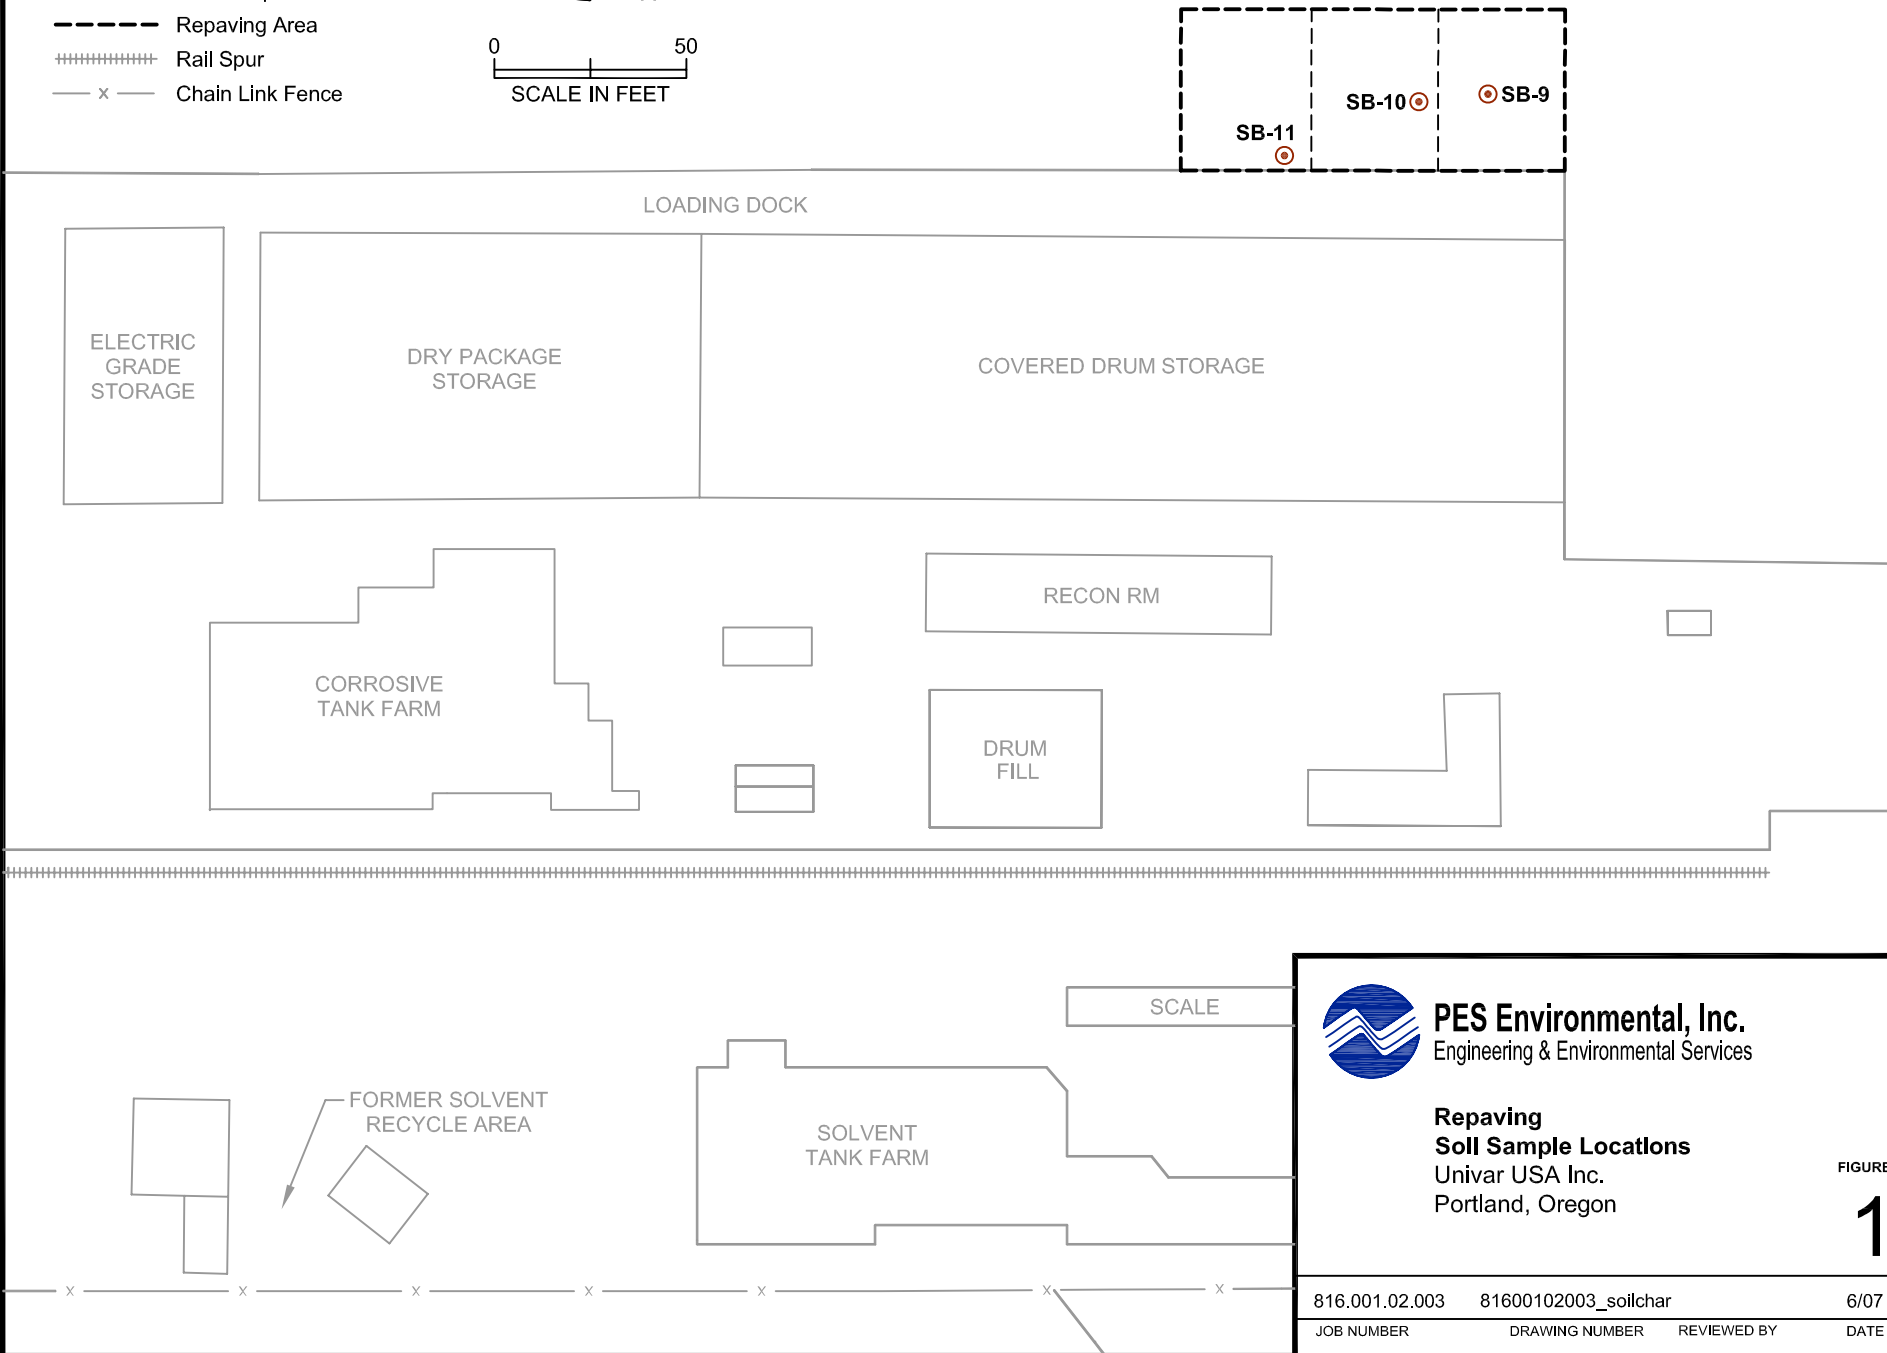 Repaving Area
Rail Spur
x
Chain Link Fence
0 50
SCALE IN FEET
SB-10
SB-9
SB-11
LOADING DOCK
ELECTRIC
GRADE
STORAGE
DRY PACKAGE
STORAGE
COVERED DRUM STORAGE
RECON RM
CORROSIVE
TANK FARM
DRUM
FILL
SCALE
FORMER SOLVENT
RECYCLE AREA
SOLVENT
TANK FARM
x x x x x x x
PES Environmental, Inc.
Engineering & Environmental Services
Repaving
Soil Sample Locations
Univar USA Inc.
Portland, Oregon
FIGURE
1
816.001.02.003 81600102003_soilchar 6/07
JOB NUMBER DRAWING NUMBER REVIEWED BY DATE